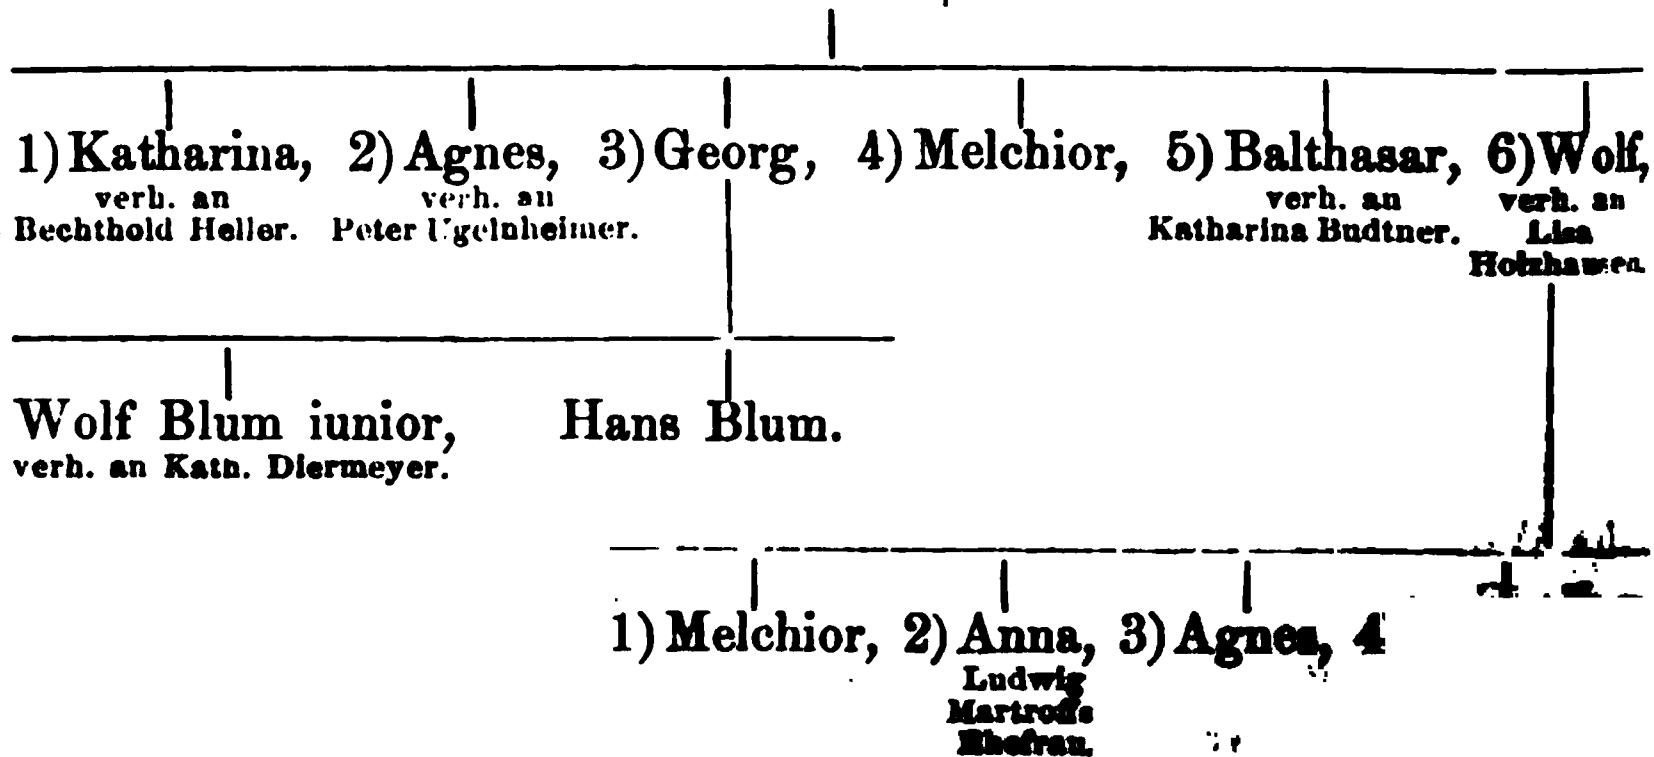 1) Katharina, 2) Agnes, 3) Georg, 4) Melchior, 5) Balthasar, 6) Wolf,
verh. an verh. an verh. an verh. an
Bechthold Heller. Peter Ugelnheimer. Katharina Budtner. Lisa
Holzhausen.
Wolf Blum iunior, Hans Blum.
verh. an Kath. Diermeyer.
1) Melchior, 2) Anna, 3) Agnes, 4
Ludwig
Martroffs
Ehefrau.